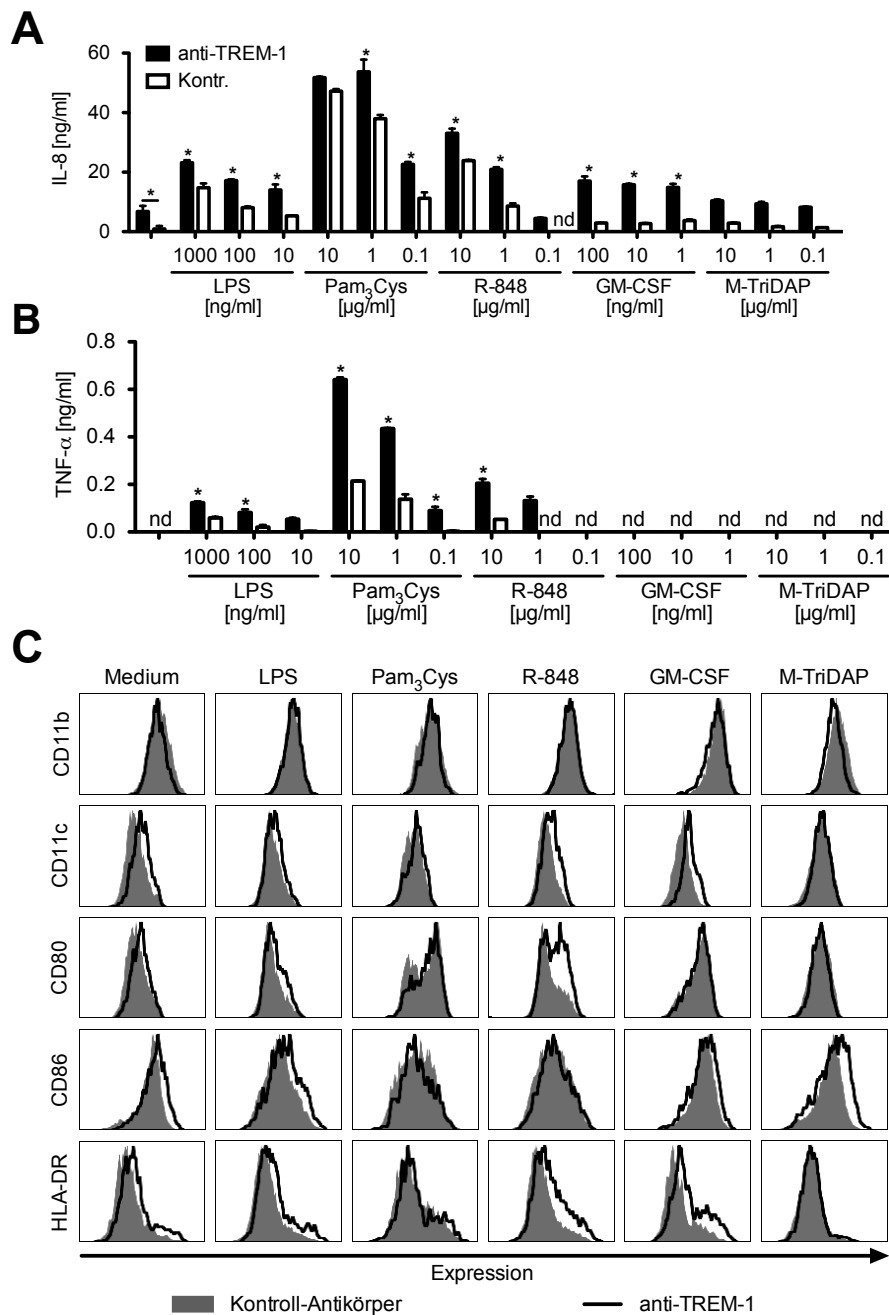 A
60
40
20
0
IL-8 [ng/ml]
anti-TREM-1
Kontr.
*
* * *
* *
* *
* * *
nd
1000 100 10 10 1 0.1 10 1 0.1 100 10 1 10 1 0.1
LPS Pam3Cys R-848 GM-CSF M-TriDAP
[ng/ml] [µg/ml] [µg/ml] [ng/ml] [µg/ml]
B
0.8
0.6
0.4
0.2
0.0
TNF-α [ng/ml]
* * * * * *
nd nd nd nd nd nd nd nd nd
1000 100 10 10 1 0.1 10 1 0.1 100 10 1 10 1 0.1
LPS Pam3Cys R-848 GM-CSF M-TriDAP
[ng/ml] [µg/ml] [µg/ml] [ng/ml] [µg/ml]
C
Medium LPS Pam3Cys R-848 GM-CSF M-TriDAP
CD11b
CD11c
CD80
CD86
HLA-DR
Expression
Kontroll-Antikörper anti-TREM-1